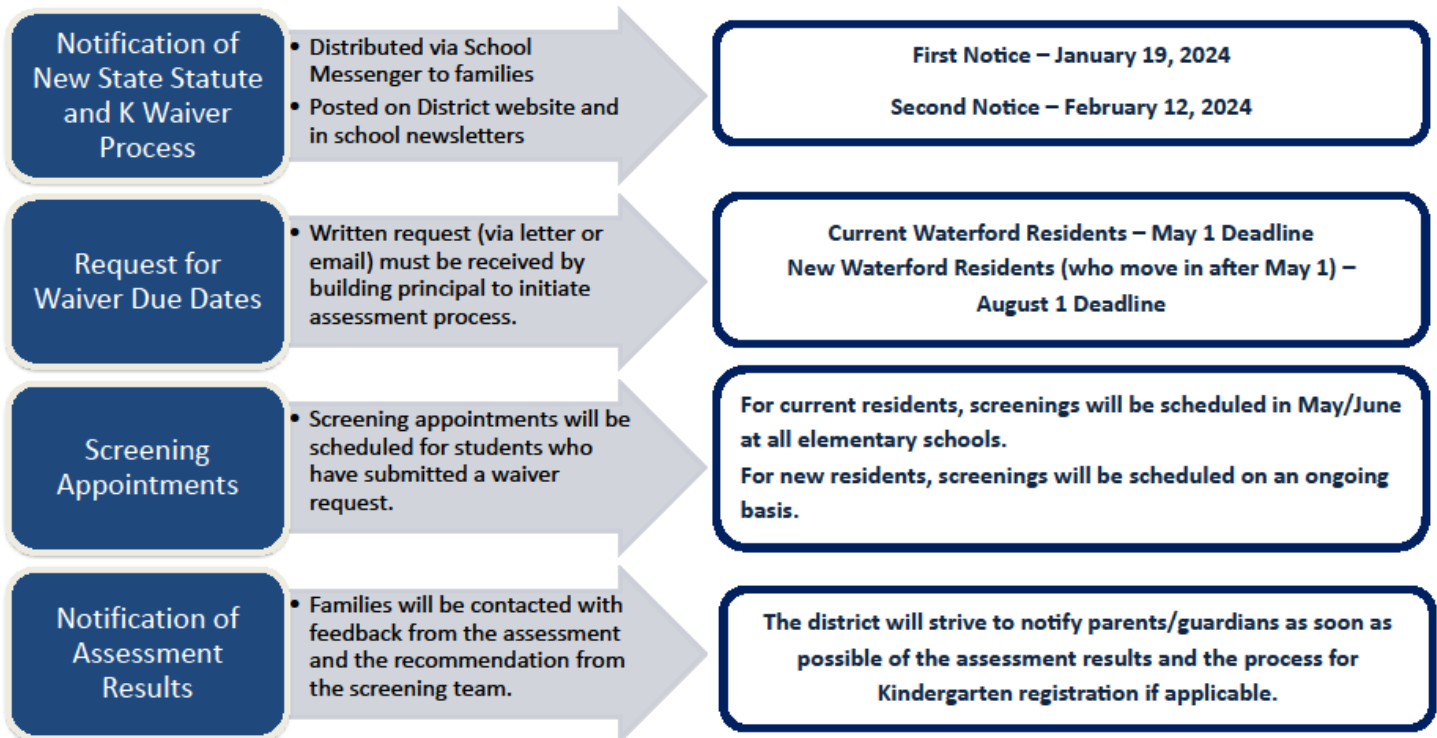 Notification of
New State Statute
and K Waiver
Process
• Distributed via School
Messenger to families
• Posted on District website and
in school newsletters
First Notice – January 19, 2024
Second Notice – February 12, 2024
Request for
Waiver Due Dates
• Written request (via letter or
email) must be received by
building principal to initiate
assessment process.
Current Waterford Residents – May 1 Deadline
New Waterford Residents (who move in after May 1) –
August 1 Deadline
Screening
Appointments
• Screening appointments will be
scheduled for students who
have submitted a waiver
request.
For current residents, screenings will be scheduled in May/June
at all elementary schools.
For new residents, screenings will be scheduled on an ongoing
basis.
Notification of
Assessment
Results
• Families will be contacted with
feedback from the assessment
and the recommendation from
the screening team.
The district will strive to notify parents/guardians as soon as
possible of the assessment results and the process for
Kindergarten registration if applicable.